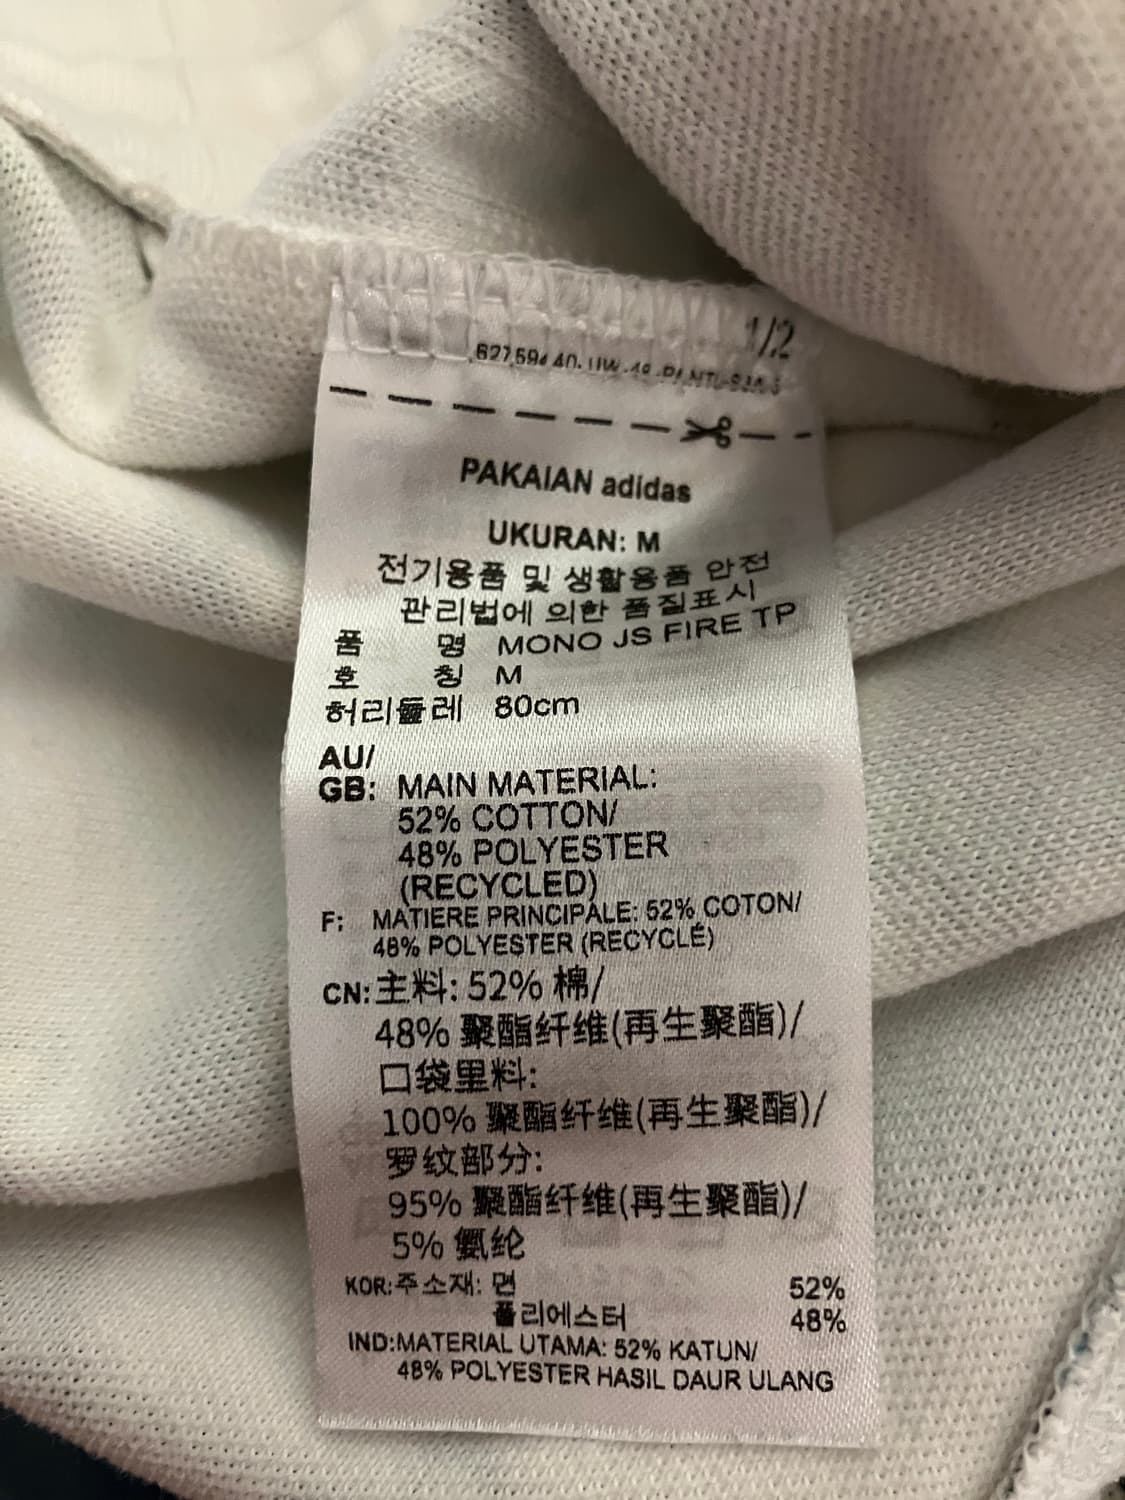 1/2
PAKAIAN adidas
UKURAN: M
전기용품 및 생활용품 안전
관리법에 의한 품질표시
품 명 MONO JS FIRE TP
호 칭 M
허리둘레 80cm
AU/
GB: MAIN MATERIAL:
52% COTTON/
48% POLYESTER
(RECYCLED)
F: MATIERE PRINCIPALE: 52% COTON/
48% POLYESTER (RECYCLÉ)
CN: 主料: 52% 棉/
48% 聚酯纤维(再生聚酯)/
口袋里料:
100% 聚酯纤维(再生聚酯)/
罗纹部分:
95% 聚酯纤维(再生聚酯)/
5% 氨纶
KOR: 주소재: 면 52%
폴리에스터 48%
IND: MATERIAL UTAMA: 52% KATUN/
48% POLYESTER HASIL DAUR ULANG